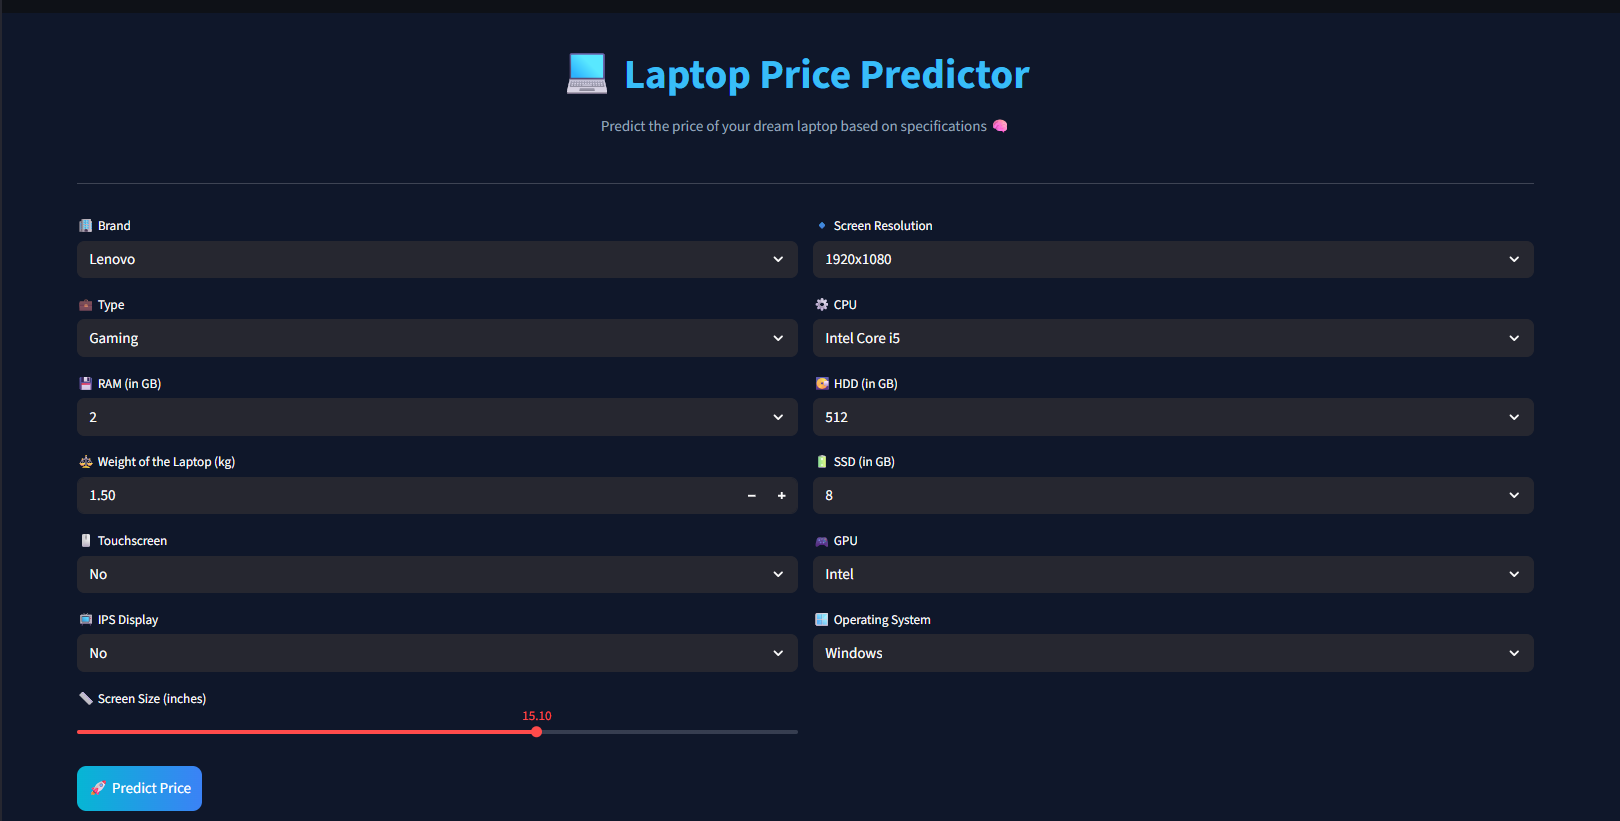 Laptop Price Predictor
Predict the price of your dream laptop based on specifications
Brand
Lenovo
Screen Resolution
1920x1080
Type
Gaming
CPU
Intel Core i5
RAM (in GB)
2
HDD (in GB)
512
Weight of the Laptop (kg)
1.50
SSD (in GB)
8
Touchscreen
No
GPU
Intel
IPS Display
No
Operating System
Windows
Screen Size (inches)
15.10
Predict Price